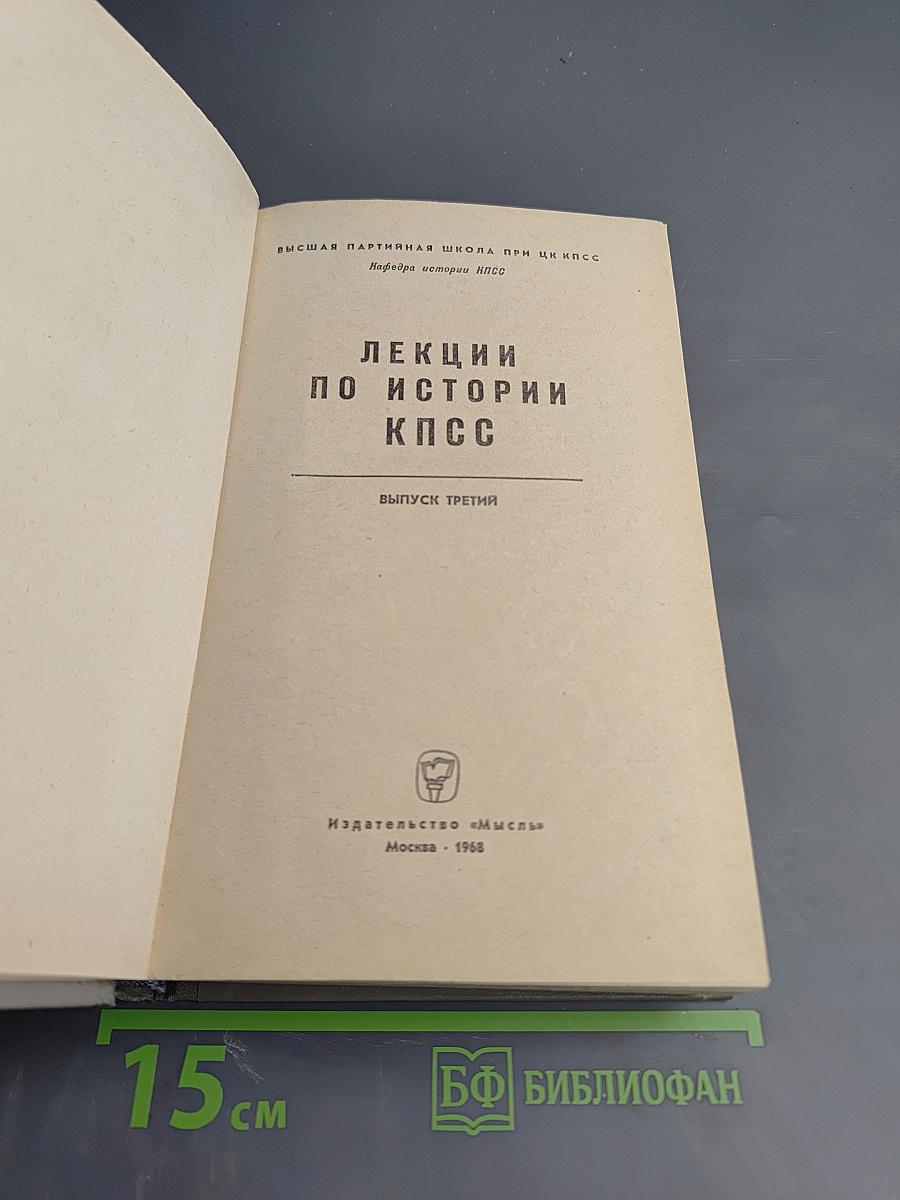 ВЫСШАЯ ПАРТИЙНАЯ ШКОЛА ПРИ ЦК КПСС
Кафедра истории КПСС
ЛЕКЦИИ
ПО ИСТОРИИ
КПСС
ВЫПУСК ТРЕТИЙ
Издательство «Мысль»
Москва · 1968
15 см
БФ БИБЛИОФАН